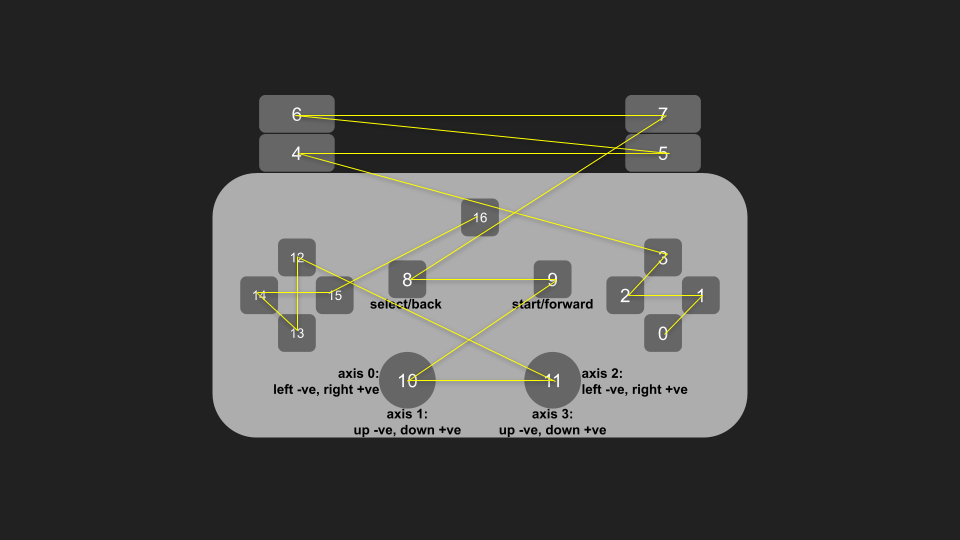 6
7
4
5
16
12
3
14
15
8
9
2
1
select/back
start/forward
13
0
axis 0:
left -ve, right +ve
10
11
axis 2:
left -ve, right +ve
axis 1:
up -ve, down +ve
axis 3:
up -ve, down +ve